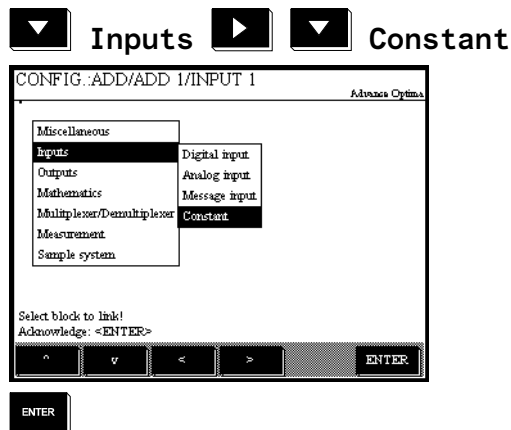 Inputs Constant
CONFIG.:ADD/ADD 1/INPUT 1
Advance Optima
Miscellaneous
Inputs
Outputs
Mathematics
Mulitplexer/Demultiplexer
Measurement
Sample system
Digital input
Analog input
Message input
Constant
Select block to link!
Acknowledge: <ENTER>
^ v < > ENTER
ENTER